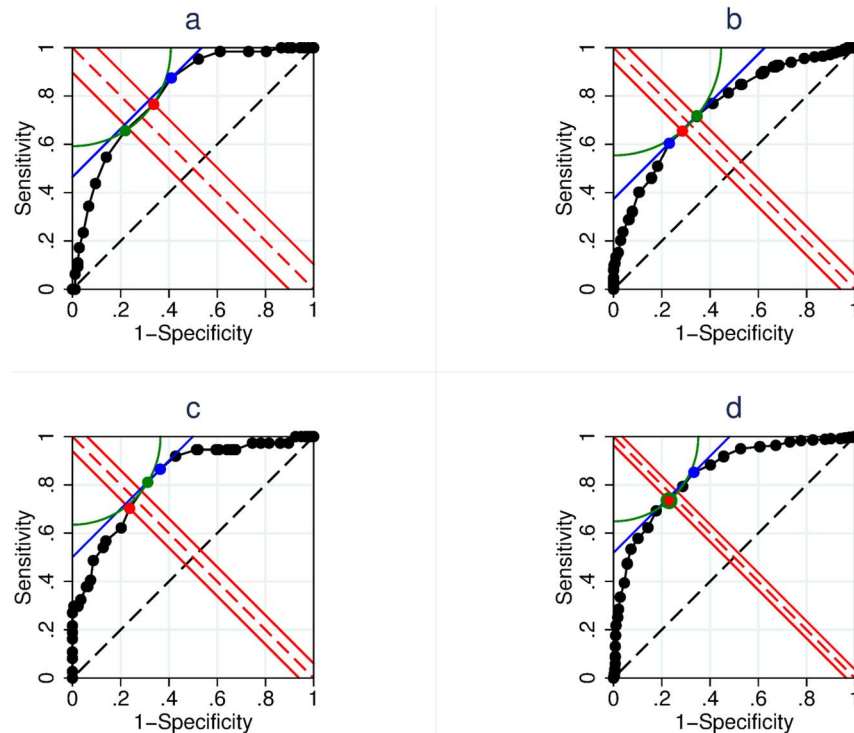 a
b
Sensitivity
0 .2 .4 .6 .8 1
0 .2 .4 .6 .8 1
1−Specificity
Sensitivity
0 .2 .4 .6 .8 1
0 .2 .4 .6 .8 1
1−Specificity
c
d
Sensitivity
0 .2 .4 .6 .8 1
0 .2 .4 .6 .8 1
1−Specificity
Sensitivity
0 .2 .4 .6 .8 1
0 .2 .4 .6 .8 1
1−Specificity